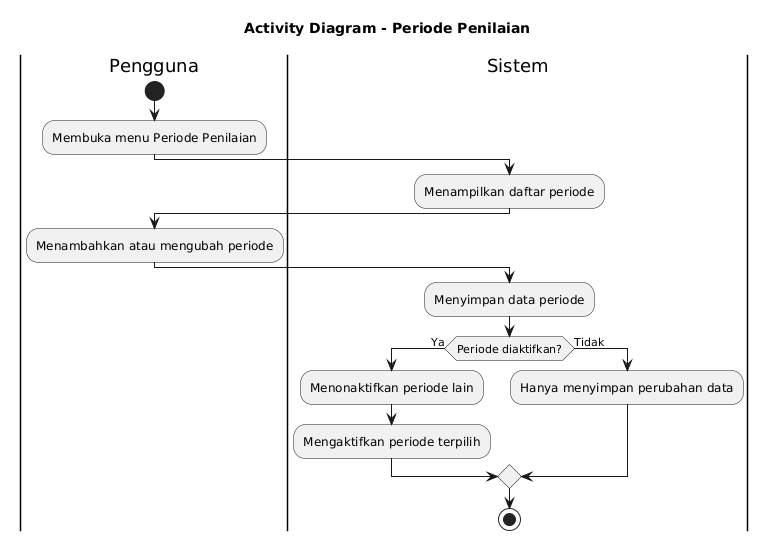 Activity Diagram - Periode Penilaian
Pengguna
Sistem
Membuka menu Periode Penilaian
Menampilkan daftar periode
Menambahkan atau mengubah periode
Menyimpan data periode
Ya
Periode diaktifkan?
Tidak
Menonaktifkan periode lain
Hanya menyimpan perubahan data
Mengaktifkan periode terpilih